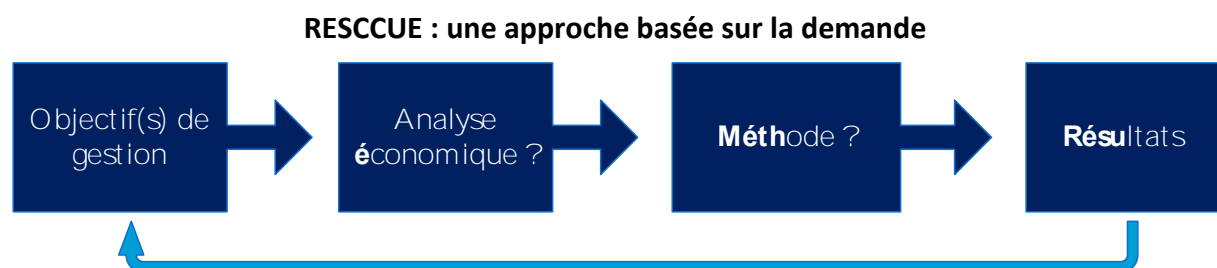 RESCCUE : une approche basée sur la demande
Objectif(s) de
gestion
Analyse
économique ?
Méthode ?
Résultats